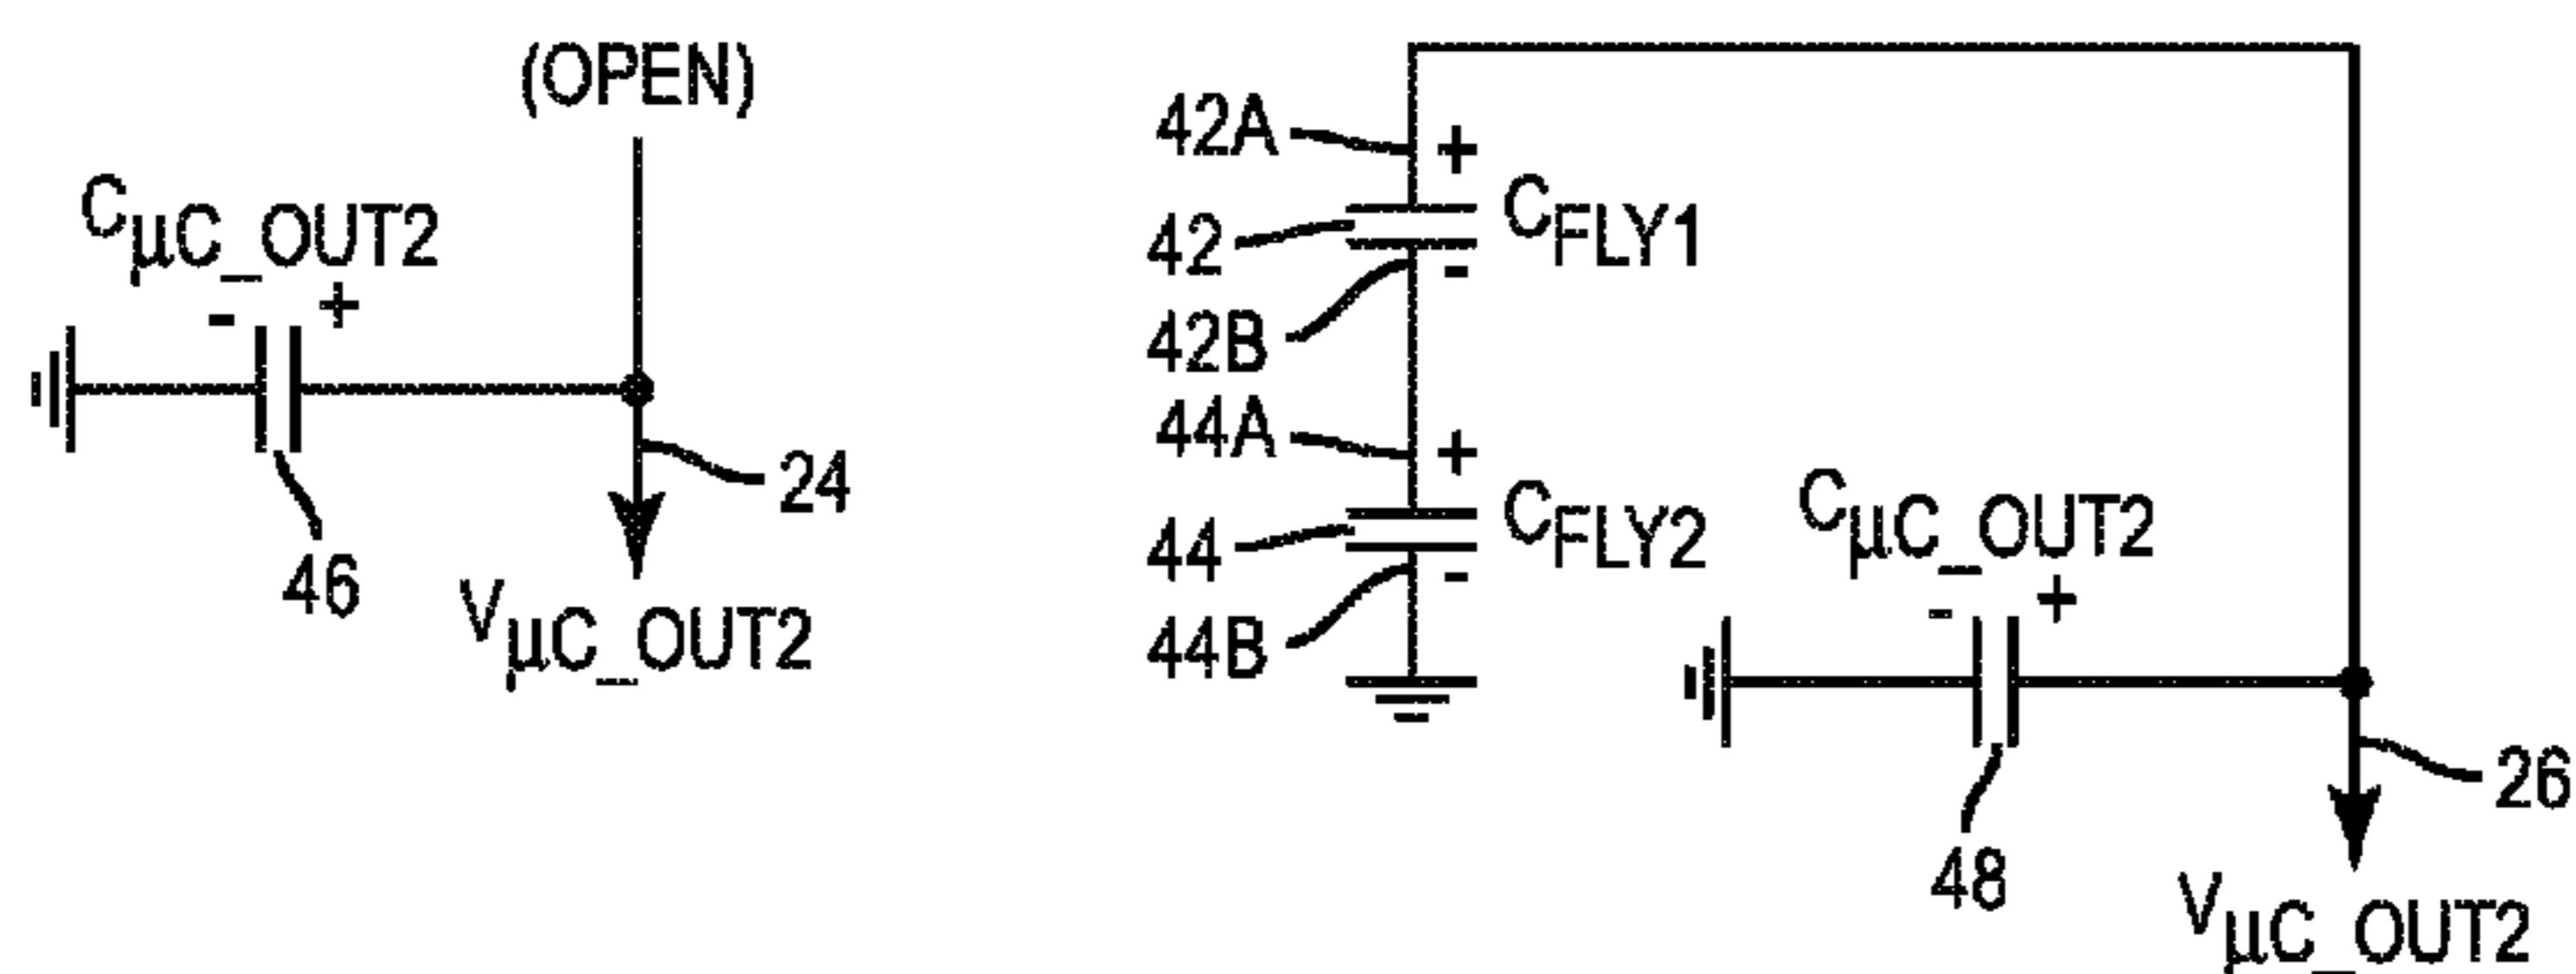 (OPEN)
CμC_OUT2
- +
24
46
VμC_OUT2
42A
+
42
CFLY1
-
42B
44A
+
44
CFLY2
-
44B
CμC_OUT2
- +
26
48
VμC_OUT2